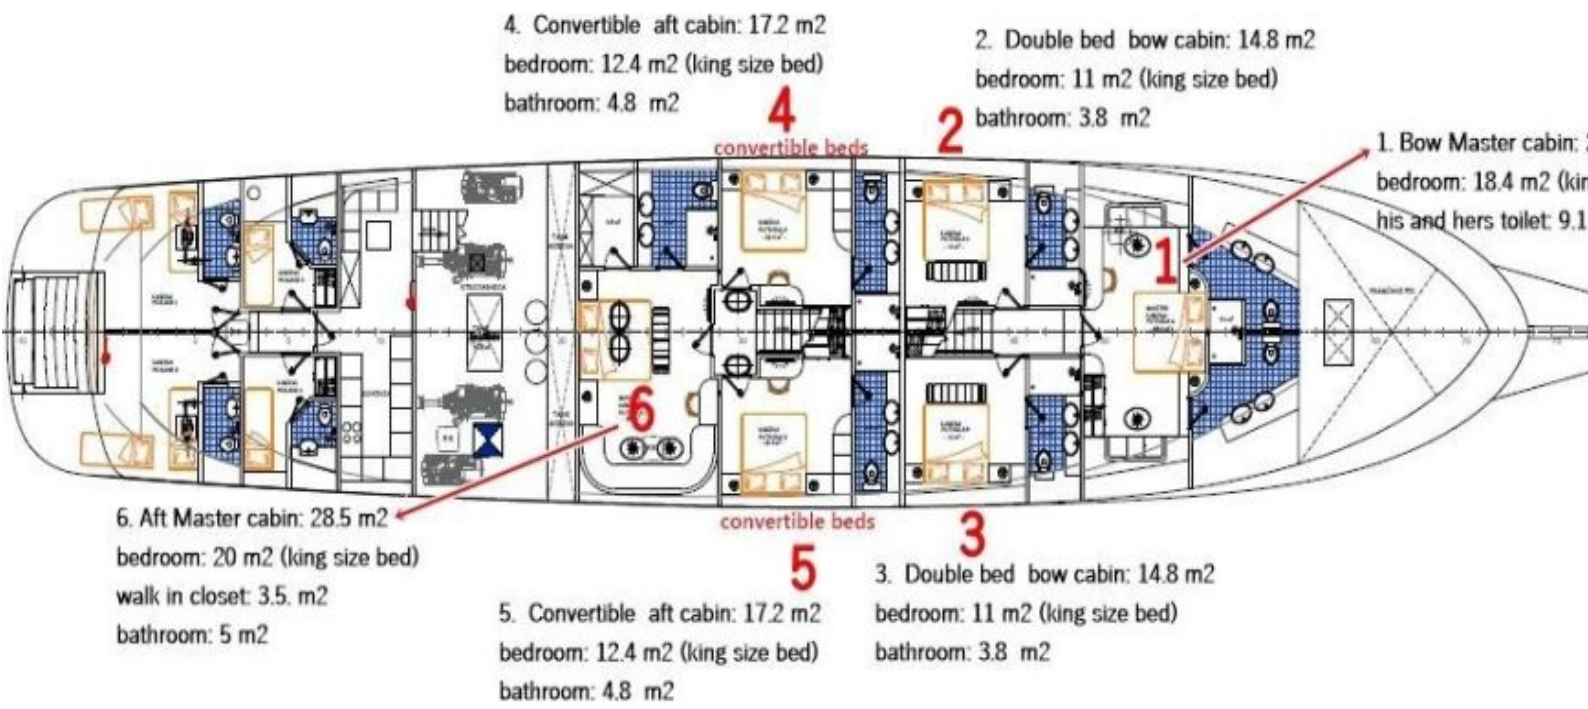 4. Convertible aft cabin: 17.2 m2
bedroom: 12.4 m2 (king size bed)
bathroom: 4.8 m2
4
convertible beds
2. Double bed bow cabin: 14.8 m2
bedroom: 11 m2 (king size bed)
bathroom: 3.8 m2
2
1. Bow Master cabin:
bedroom: 18.4 m2
his and hers toilet: 9.1
1
6
6. Aft Master cabin: 28.5 m2
bedroom: 20 m2 (king size bed)
walk in closet: 3.5. m2
bathroom: 5 m2
convertible beds
5
5. Convertible aft cabin: 17.2 m2
bedroom: 12.4 m2 (king size bed)
bathroom: 4.8 m2
3
3. Double bed bow cabin: 14.8 m2
bedroom: 11 m2 (king size bed)
bathroom: 3.8 m2